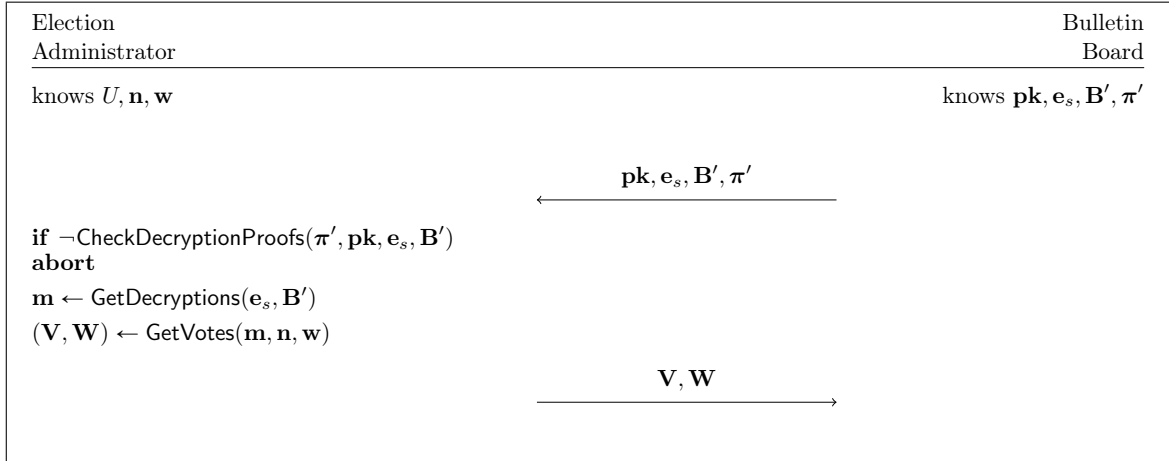 Election Bulletin
Administrator Board
knows U, n, w knows pk, e_s, B′, π′
pk, e_s, B′, π′
if ¬CheckDecryptionProofs(π′, pk, e_s, B′)
abort
m ← GetDecryptions(e_s, B′)
(V, W) ← GetVotes(m, n, w)
V, W